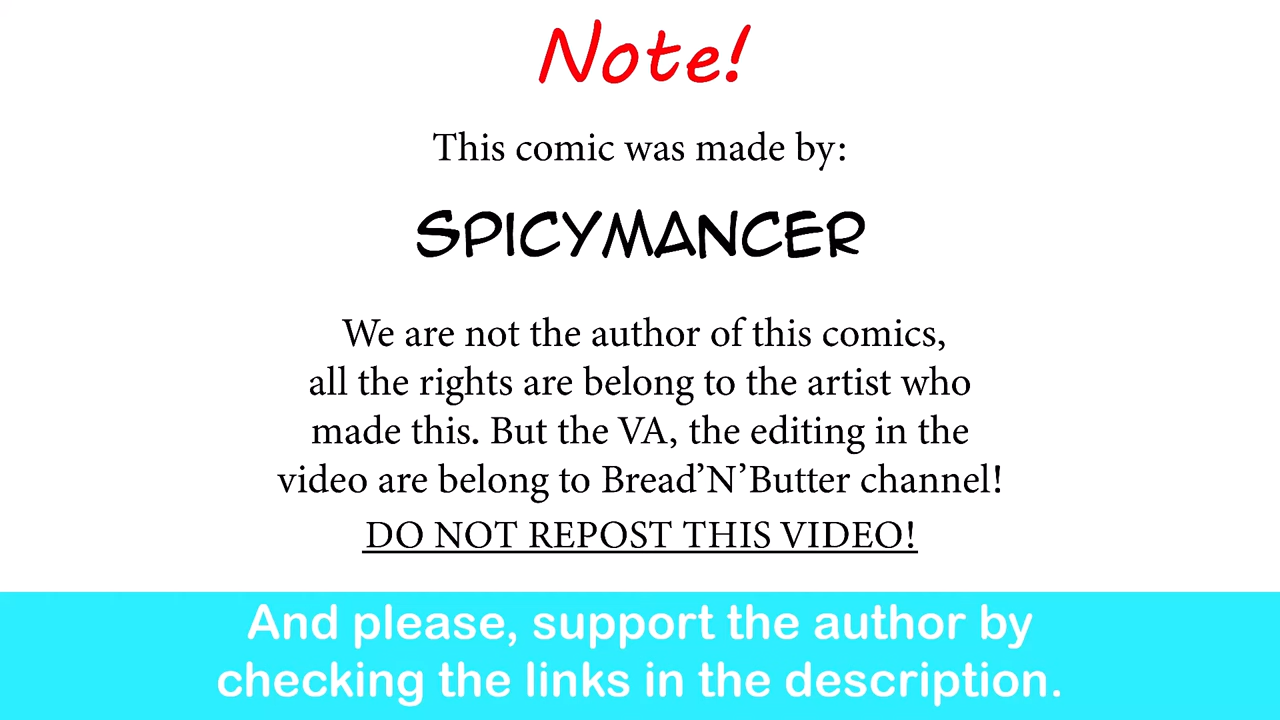 Note!
This comic was made by:
SPICYMANCER
We are not the author of this comics,
all the rights are belong to the artist who
made this. But the VA, the editing in the
video are belong to Bread’N’Butter channel!
DO NOT REPOST THIS VIDEO!
And please, support the author by
checking the links in the description.